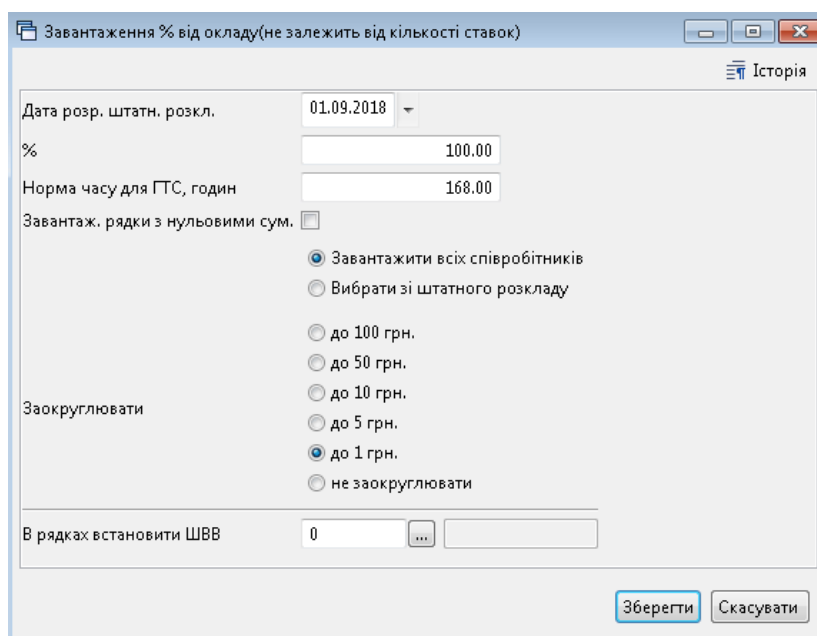 Завантаження % від окладу(не залежить від кількості ставок)
Історія
Дата розр. штатн. розкл. 01.09.2018
% 100.00
Норма часу для ГТС, годин 168.00
Завантаж. рядки з нульовими сум.
Завантажити всіх співробітників
Вибрати зі штатного розкладу
до 100 грн.
до 50 грн.
до 10 грн.
Заокруглювати
до 5 грн.
до 1 грн.
не заокруглювати
В рядках встановити ШВВ 0 ...
Зберегти Скасувати